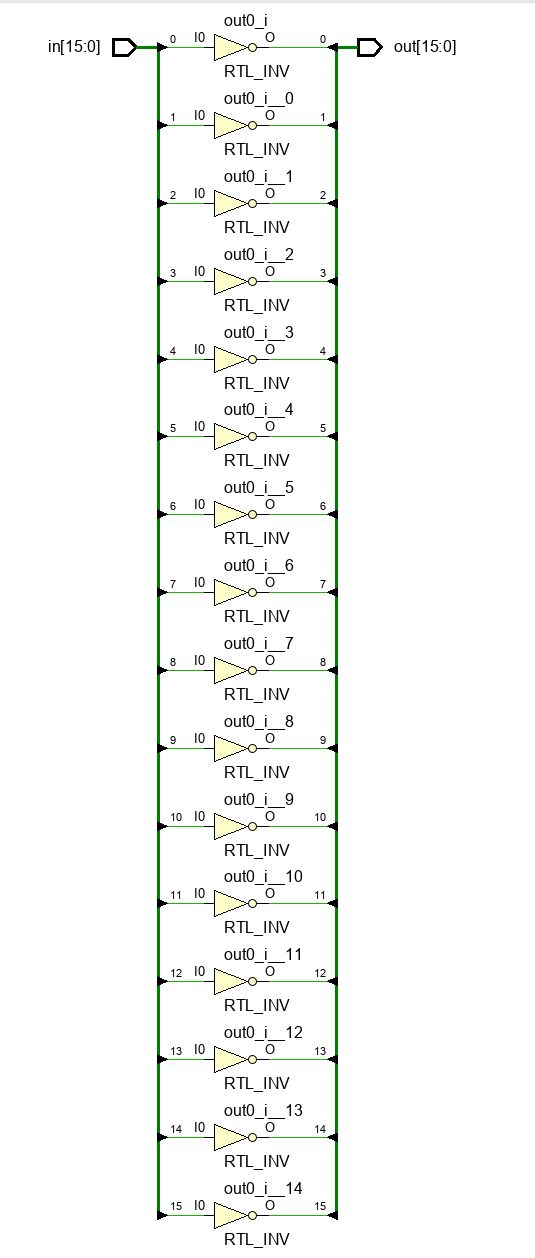 out0_i
in[15:0] 0 I0 O 0 out[15:0]
RTL_INV
out0_i__0
1 I0 O 1
RTL_INV
out0_i__1
2 I0 O 2
RTL_INV
out0_i__2
3 I0 O 3
RTL_INV
out0_i__3
4 I0 O 4
RTL_INV
out0_i__4
5 I0 O 5
RTL_INV
out0_i__5
6 I0 O 6
RTL_INV
out0_i__6
7 I0 O 7
RTL_INV
out0_i__7
8 I0 O 8
RTL_INV
out0_i__8
9 I0 O 9
RTL_INV
out0_i__9
10 I0 O 10
RTL_INV
out0_i__10
11 I0 O 11
RTL_INV
out0_i__11
12 I0 O 12
RTL_INV
out0_i__12
13 I0 O 13
RTL_INV
out0_i__13
14 I0 O 14
RTL_INV
out0_i__14
15 I0 O 15
RTL_INV